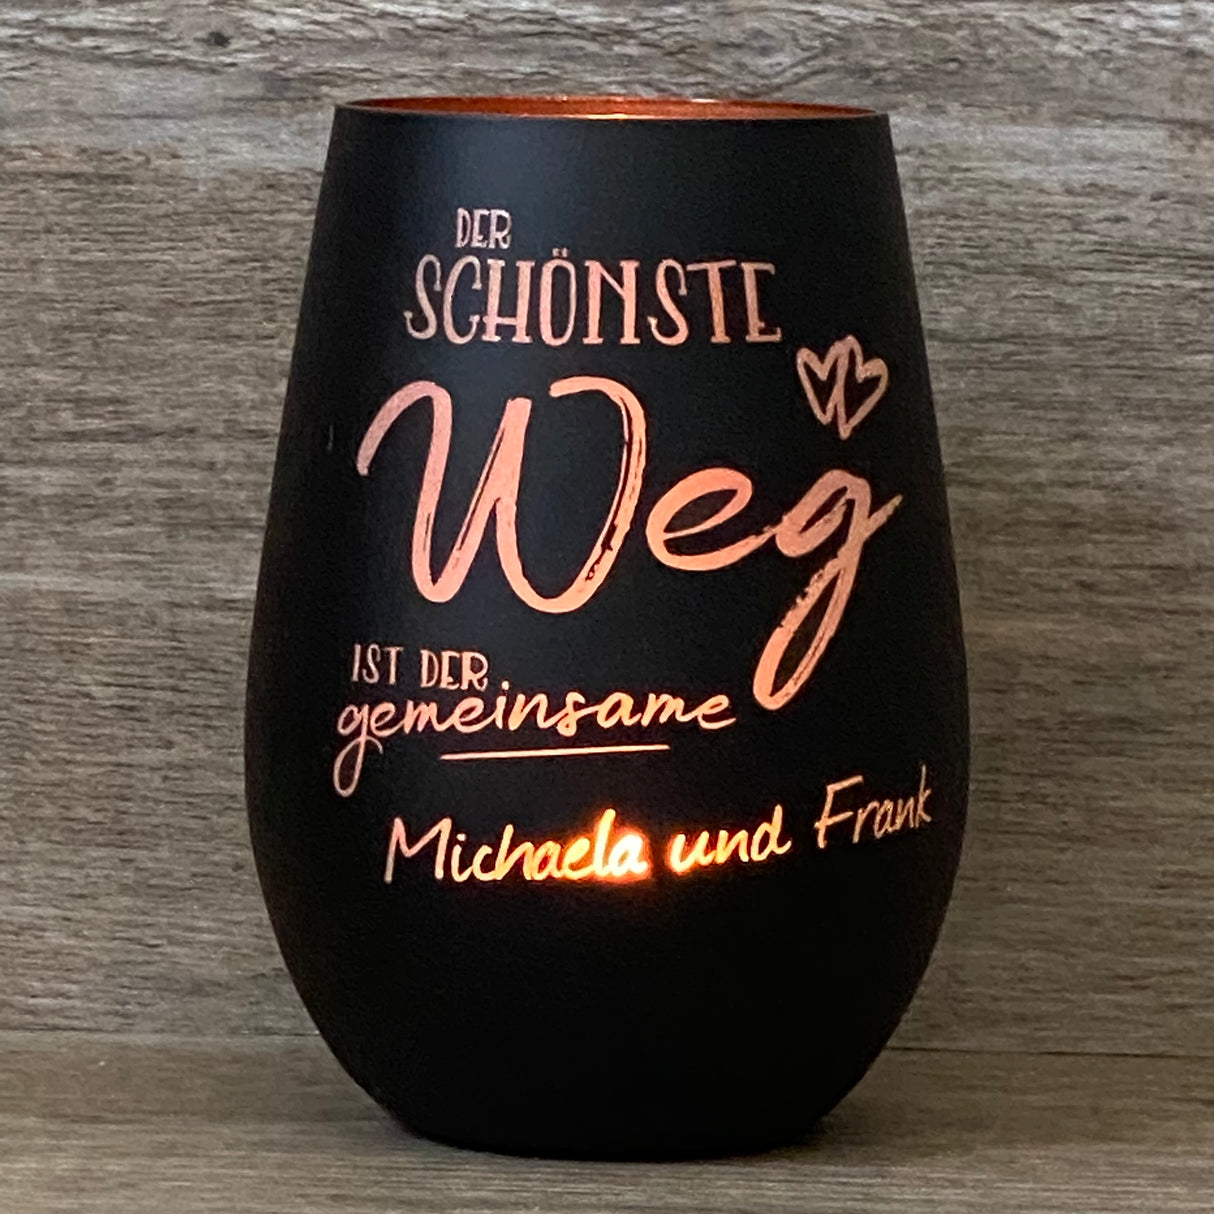 DER
SCHÖNSTE
Weg
IST DER
gemeinsame
Michaela und Frank